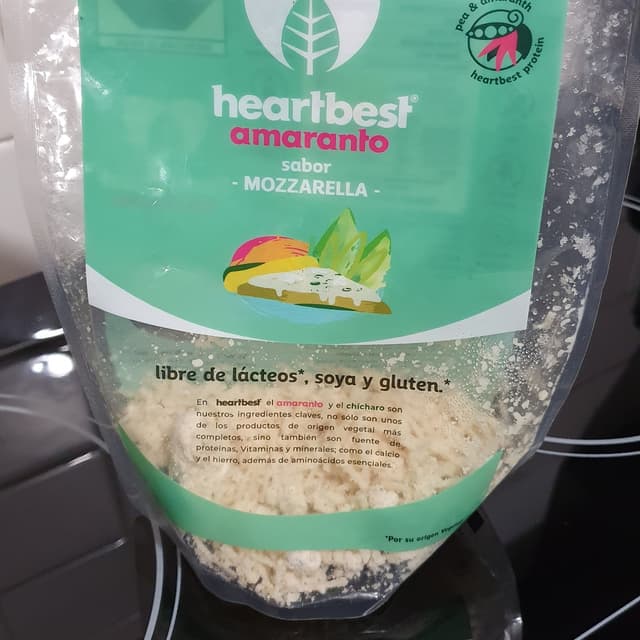 pea & amaranth
heartbest protein
heartbest®
amaranto
sabor
- MOZZARELLA -
libre de lácteos*, soya y gluten.*
En heartbest el amaranto y el chícharo son
nuestros ingredientes claves, no sólo son unos
de los productos de origen vegetal más
completos, sino también son fuente de
proteínas, Vitaminas y minerales; como el calcio
y el hierro, además de aminoácidos esenciales.
*Por su origen